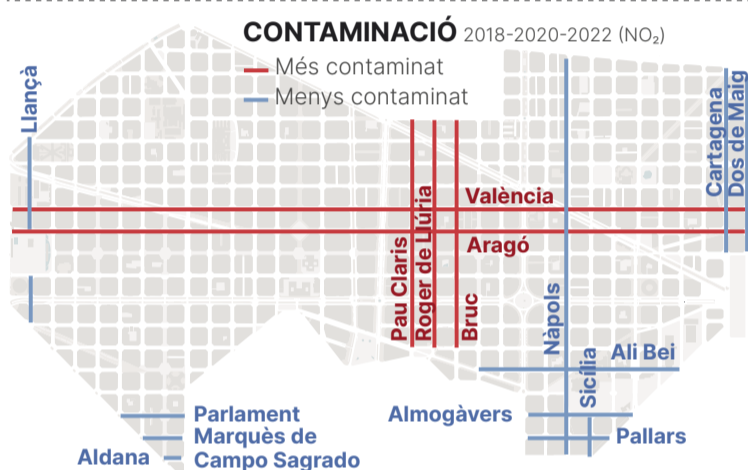 CONTAMINACIÓ 2018-2020-2022 (NO₂)
Més contaminat
Menys contaminat
Llançà
Cartagena
Dos de Maig
València
Aragó
Pau Claris
Roger de Llúria
Bruc
Nàpols
Sicília
Ali Bei
Parlament
Almogàvers
Marquès de
Campo Sagrado
Pallars
Aldana